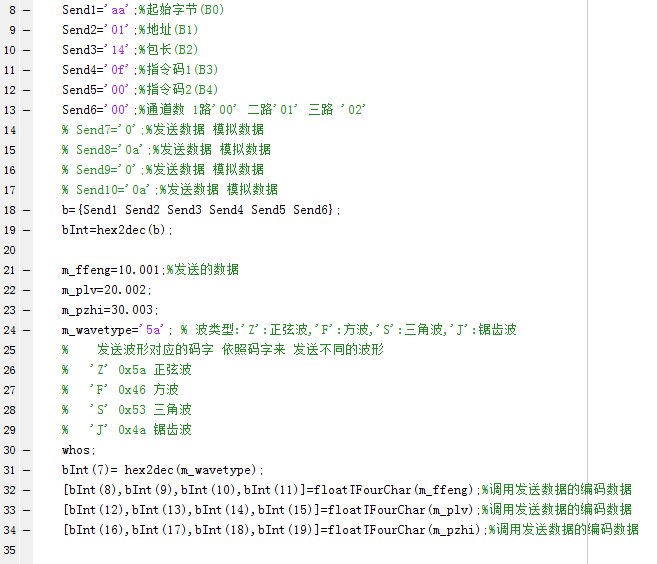 8 — Send1='aa';%起始字节(B0)
9 — Send2='01';%地址(B1)
10 — Send3='14';%包长(B2)
11 — Send4='0f';%指令码1(B3)
12 — Send5='00';%指令码2(B4)
13 — Send6='00';%通道数 1路'00' 二路'01' 三路 '02'
14 % Send7='0';%发送数据 模拟数据
15 % Send8='0a';%发送数据 模拟数据
16 % Send9='0';%发送数据 模拟数据
17 % Send10='0a';%发送数据 模拟数据
18 — b={Send1 Send2 Send3 Send4 Send5 Send6};
19 — bInt=hex2dec(b);
20
21 — m_ffeng=10.001;%发送的数据
22 — m_plv=20.002;
23 — m_pzhi=30.003;
24 — m_wavetype='5a'; % 波类型:'Z':正弦波,'F':方波,'S':三角波,'J':锯齿波
25 % 发送波形对应的码字 依照码字来 发送不同的波形
26 % 'Z' 0x5a 正弦波
27 % 'F' 0x46 方波
28 % 'S' 0x53 三角波
29 % 'J' 0x4a 锯齿波
30 — whos;
31 — bInt(7)= hex2dec(m_wavetype);
32 — [bInt(8),bInt(9),bInt(10),bInt(11)]=floatTFourChar(m_ffeng);%调用发送数据的编码数据
33 — [bInt(12),bInt(13),bInt(14),bInt(15)]=floatTFourChar(m_plv);%调用发送数据的编码数据
34 — [bInt(16),bInt(17),bInt(18),bInt(19)]=floatTFourChar(m_pzhi);%调用发送数据的编码数据
35